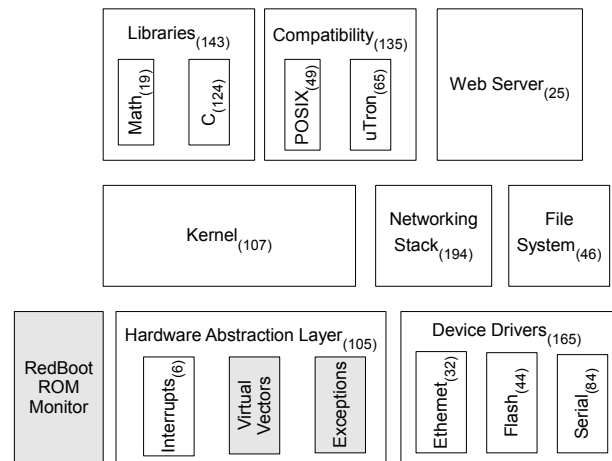 Libraries(143)
Math(19)
C(124)
Compatibility(135)
POSIX(49)
uTron(65)
Web Server(25)
Kernel(107)
Networking
Stack(194)
File
System(46)
RedBoot
ROM
Monitor
Hardware Abstraction Layer(105)
Interrupts(6)
Virtual
Vectors
Exceptions
Device Drivers(165)
Ethernet(32)
Flash(44)
Serial(84)